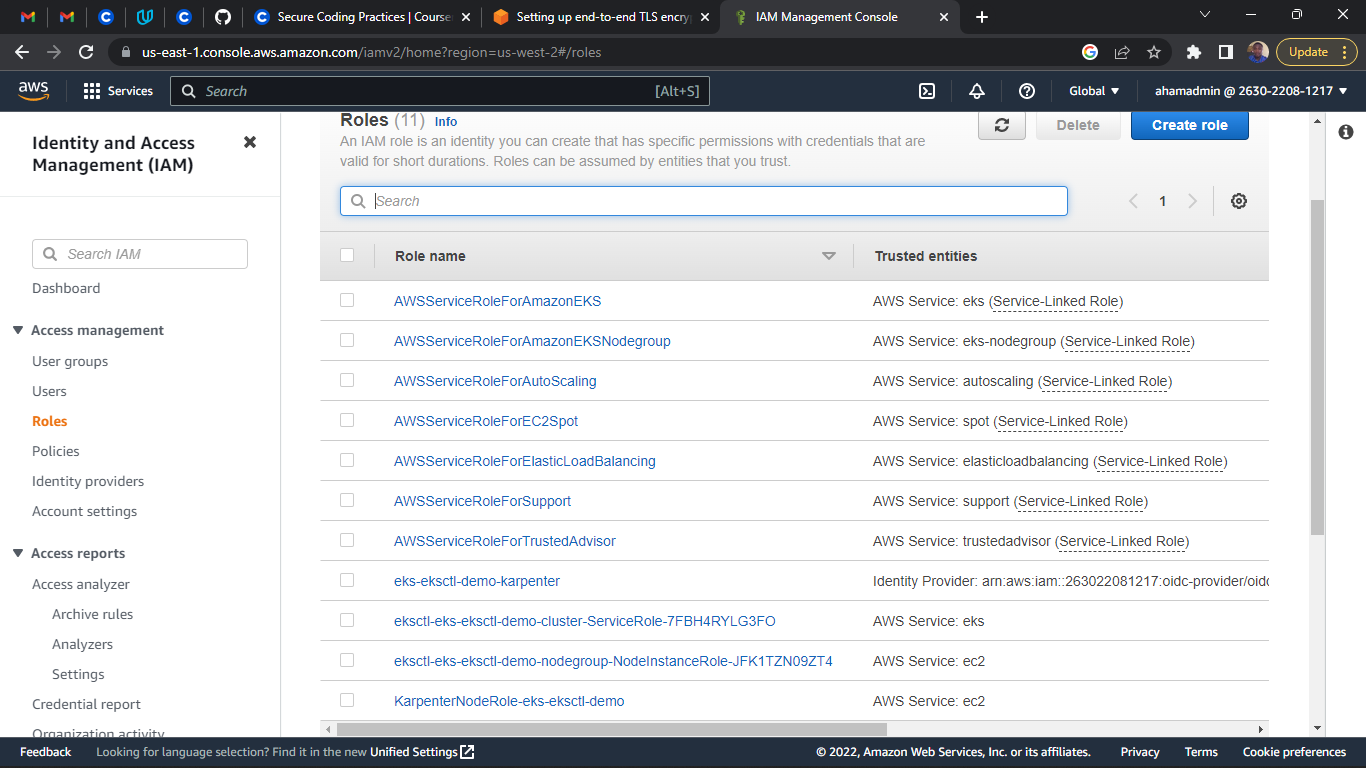 Secure Coding Practices | Course
Setting up end-to-end TLS encry
IAM Management Console
us-east-1.console.aws.amazon.com/iamv2/home?region=us-west-2#/roles
Update
aws
Services
Search
[Alt+S]
Global
ahamadmin @ 2630-2208-1217
Identity and Access
Management (IAM)
Search IAM
Dashboard
Access management
User groups
Users
Roles
Policies
Identity providers
Account settings
Access reports
Access analyzer
Archive rules
Analyzers
Settings
Credential report
Organization activity
Roles (11) Info
Delete
Create role
An IAM role is an identity you can create that has specific permissions with credentials that are
valid for short durations. Roles can be assumed by entities that you trust.
Search
1
Role name
Trusted entities
AWSServiceRoleForAmazonEKS
AWS Service: eks (Service-Linked Role)
AWSServiceRoleForAmazonEKSNodegroup
AWS Service: eks-nodegroup (Service-Linked Role)
AWSServiceRoleForAutoScaling
AWS Service: autoscaling (Service-Linked Role)
AWSServiceRoleForEC2Spot
AWS Service: spot (Service-Linked Role)
AWSServiceRoleForElasticLoadBalancing
AWS Service: elasticloadbalancing (Service-Linked Role)
AWSServiceRoleForSupport
AWS Service: support (Service-Linked Role)
AWSServiceRoleForTrustedAdvisor
AWS Service: trustedadvisor (Service-Linked Role)
eks-eksctl-demo-karpenter
Identity Provider: arn:aws:iam::263022081217:oidc-provider/oidc
eksctl-eks-eksctl-demo-cluster-ServiceRole-7FBH4RYLG3FO
AWS Service: eks
eksctl-eks-eksctl-demo-nodegroup-NodeInstanceRole-JFK1TZN09ZT4
AWS Service: ec2
KarpenterNodeRole-eks-eksctl-demo
AWS Service: ec2
Feedback
Looking for language selection? Find it in the new Unified Settings
© 2022, Amazon Web Services, Inc. or its affiliates.
Privacy
Terms
Cookie preferences